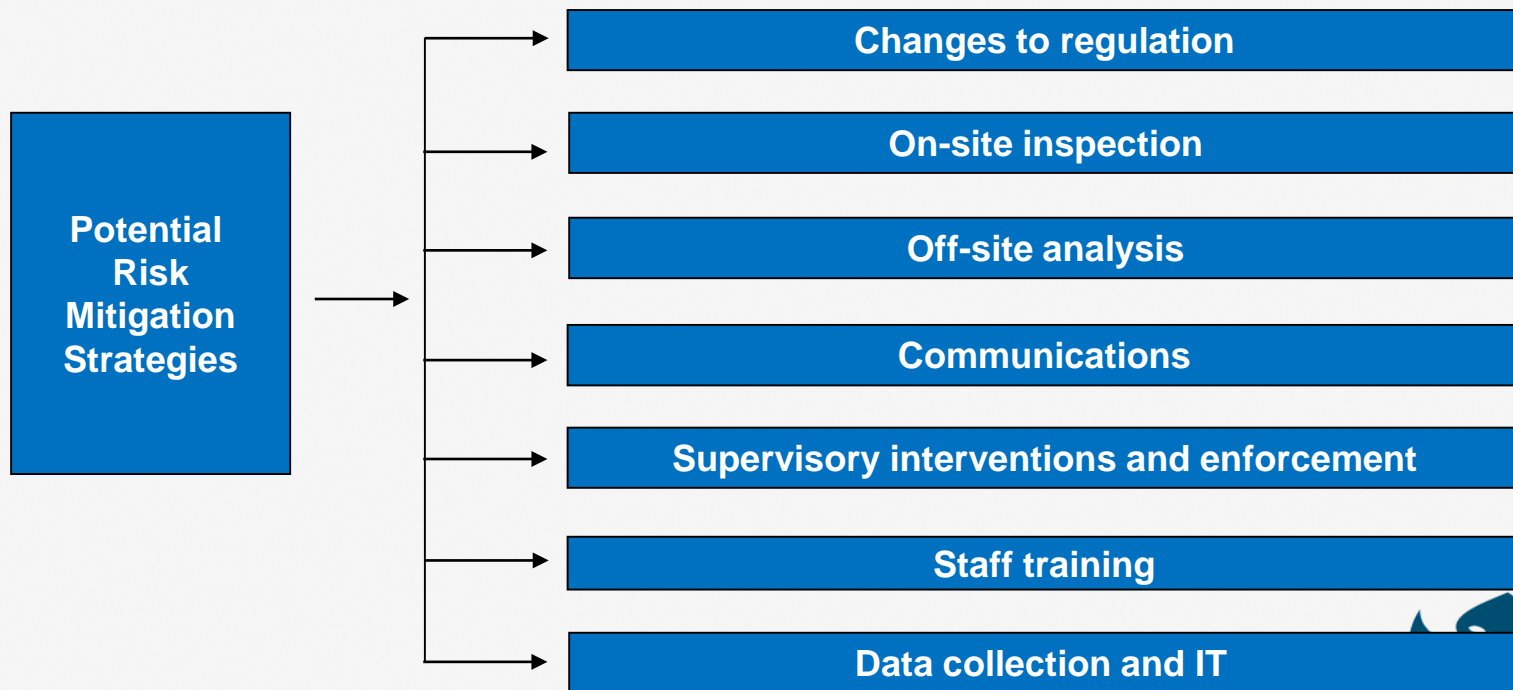 Changes to regulation
On-site inspection
Potential
Risk
Mitigation
Strategies
Off-site analysis
Communications
Supervisory interventions and enforcement
Staff training
Data collection and IT